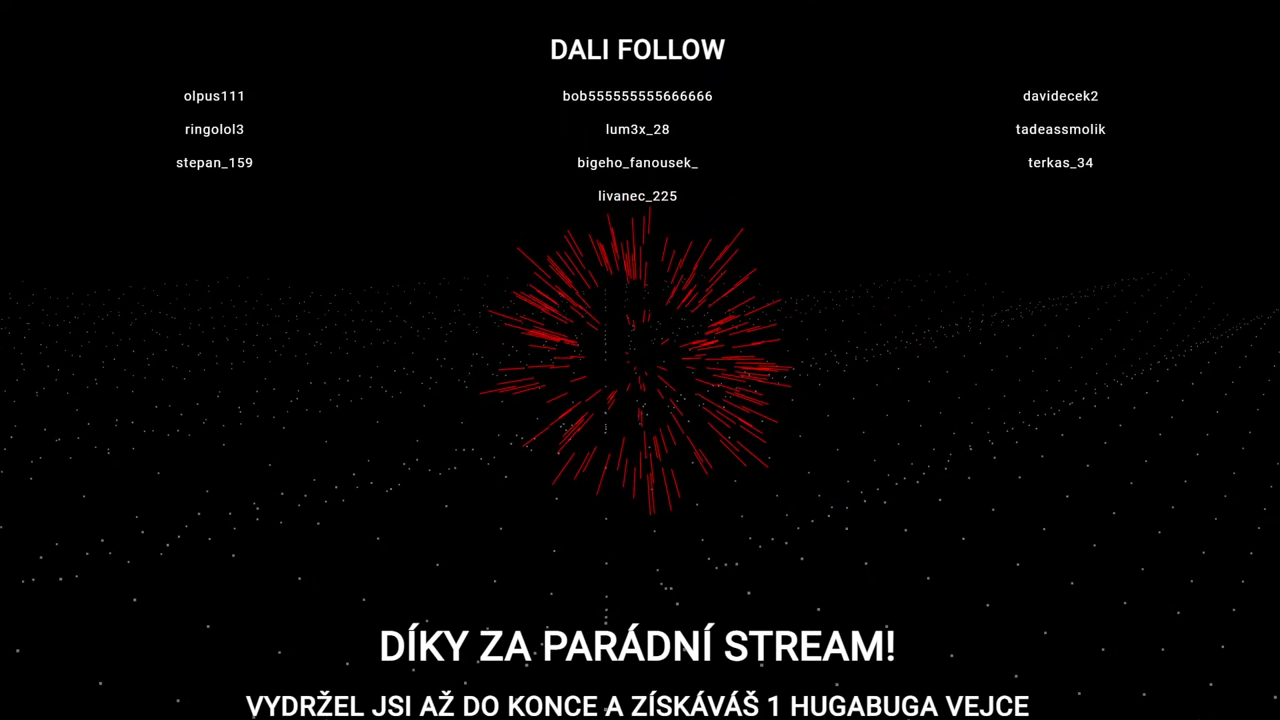 DALI FOLLOW
olpus111 bob555555555666666 davidecek2
ringolol3 lum3x_28 tadeassmolik
stepan_159 bigeho_fanousek_ terkas_34
livanec_225
DÍKY ZA PARÁDNÍ STREAM!
VYDRŽEL JSI AŽ DO KONCE A ZÍSKÁVÁŠ 1 HUGABUGA VEJCE